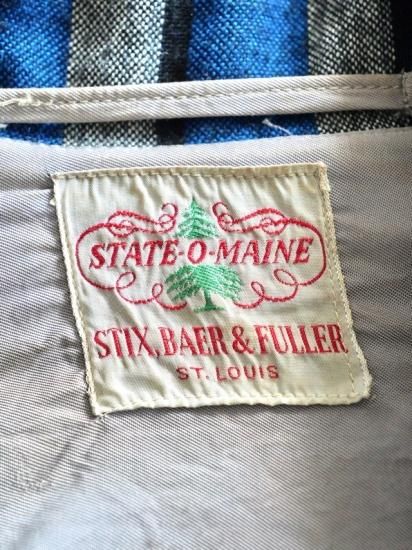 STATE-O-MAINE
STIX, BAER & FULLER
ST. LOUIS